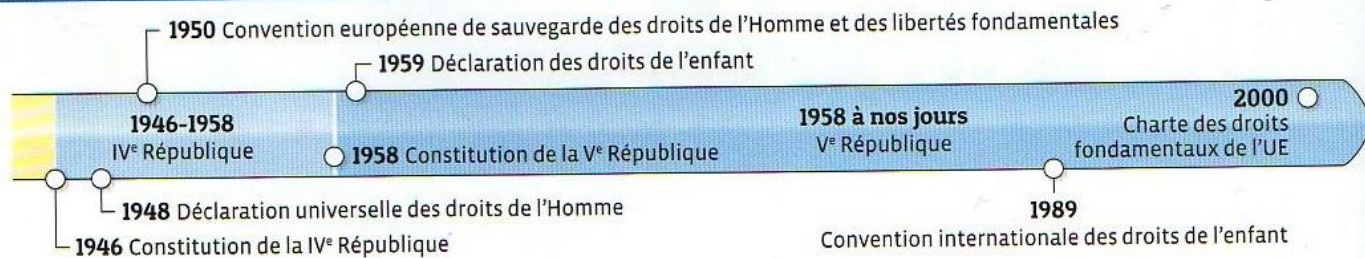 1950 Convention européenne de sauvegarde des droits de l'Homme et des libertés fondamentales
1959 Déclaration des droits de l'enfant
1946-1958
IVe République
1958 Constitution de la Ve République
1958 à nos jours
Ve République
2000
Charte des droits
fondamentaux de l'UE
1948 Déclaration universelle des droits de l'Homme
1946 Constitution de la IVe République
1989
Convention internationale des droits de l'enfant